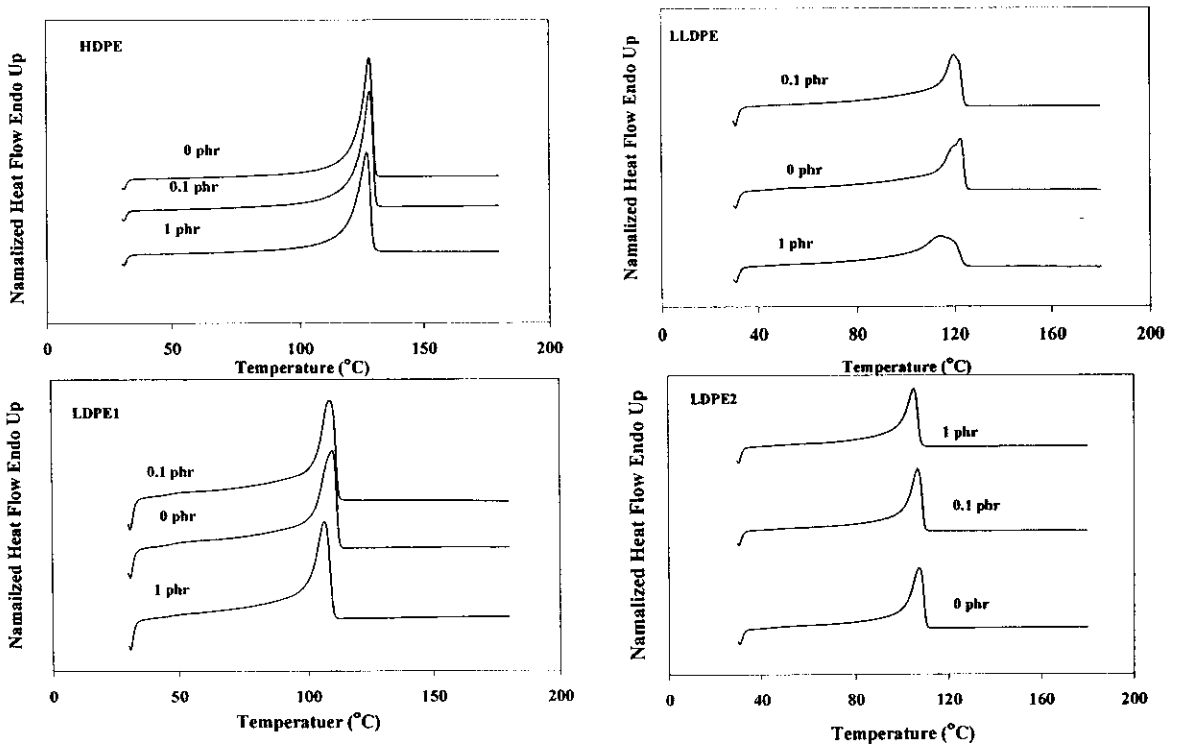 Namalized Heat Flow Endo Up
HDPE
0 phr
0.1 phr
1 phr
0 50 100 150 200
Temperature (°C)
Namalized Heat Flow Endo Up
LLDPE
0.1 phr
0 phr
1 phr
0 40 80 120 160 200
Temperature (°C)
Namailzed Heat Flow Endo Up
LDPE1
0.1 phr
0 phr
1 phr
0 50 100 150 200
Temperatuer (°C)
Namalized Heat Flow Endo Up
LDPE2
1 phr
0.1 phr
0 phr
0 40 80 120 160 200
Temperature (°C)